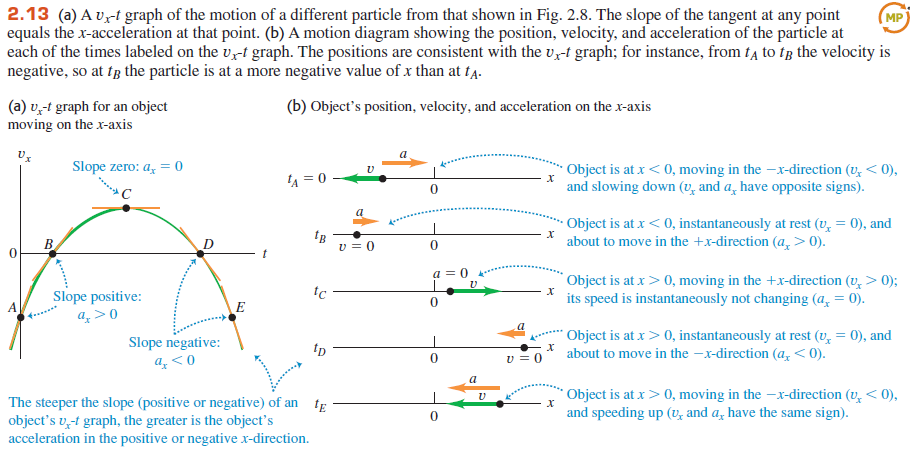 2.13 (a) A vx-t graph of the motion of a different particle from that shown in Fig. 2.8. The slope of the tangent at any point
equals the x-acceleration at that point. (b) A motion diagram showing the position, velocity, and acceleration of the particle at
each of the times labeled on the vx-t graph. The positions are consistent with the vx-t graph; for instance, from tA to tB the velocity is
negative, so at tB the particle is at a more negative value of x than at tA.
MP
(a) vx-t graph for an object
moving on the x-axis
vx
Slope zero: ax = 0
C
B
D
0
t
Slope positive:
ax > 0
A
E
Slope negative:
ax < 0
The steeper the slope (positive or negative) of an
object's vx-t graph, the greater is the object's
acceleration in the positive or negative x-direction.
(b) Object's position, velocity, and acceleration on the x-axis
a
v
tA = 0
0
x
Object is at x < 0, moving in the −x-direction (vx < 0),
and slowing down (vx and ax have opposite signs).
a
tB
v = 0
0
x
Object is at x < 0, instantaneously at rest (vx = 0), and
about to move in the +x-direction (ax > 0).
a = 0
v
tC
0
x
Object is at x > 0, moving in the +x-direction (vx > 0);
its speed is instantaneously not changing (ax = 0).
a
tD
0
v = 0
x
Object is at x > 0, instantaneously at rest (vx = 0), and
about to move in the −x-direction (ax < 0).
a
v
tE
0
x
Object is at x > 0, moving in the −x-direction (vx < 0),
and speeding up (vx and ax have the same sign).